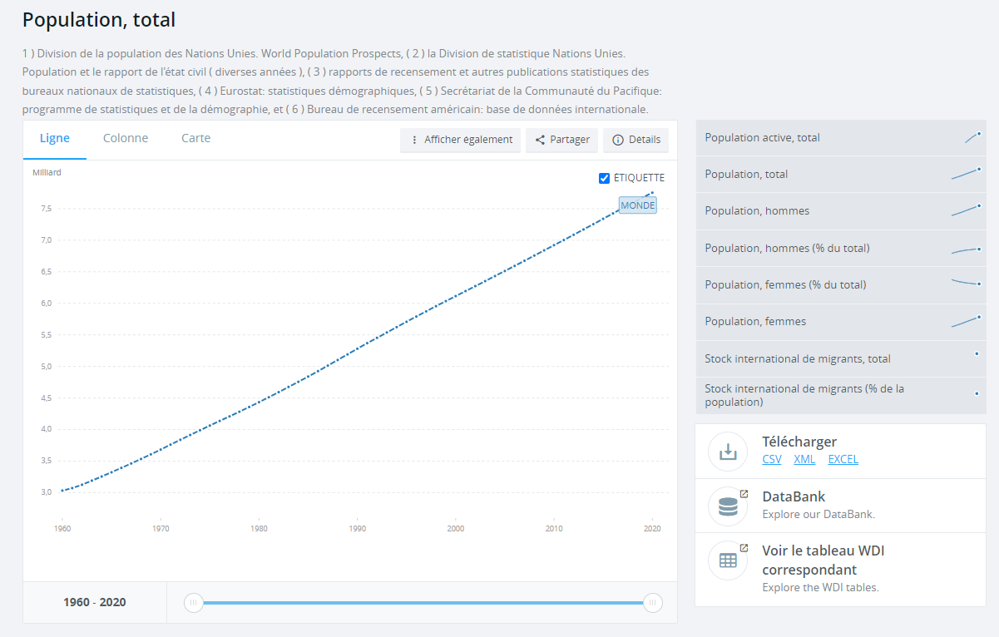 Population, total
1 ) Division de la population des Nations Unies. World Population Prospects, ( 2 ) la Division de statistique Nations Unies.
Population et le rapport de l'état civil ( diverses années ), ( 3 ) rapports de recensement et autres publications statistiques des
bureaux nationaux de statistiques, ( 4 ) Eurostat: statistiques démographiques, ( 5 ) Secrétariat de la Communauté du Pacifique:
programme de statistiques et de la démographie, et ( 6 ) Bureau de recensement américain: base de données internationale.
Ligne Colonne Carte Afficher également Partager Détails
Milliard
ÉTIQUETTE
MONDE
7,5
7,0
6,5
6,0
5,5
5,0
4,5
4,0
3,5
3,0
1960 1970 1980 1990 2000 2010 2020
1960 - 2020
Population active, total
Population, total
Population, hommes
Population, hommes (% du total)
Population, femmes (% du total)
Population, femmes
Stock international de migrants, total
Stock international de migrants (% de la
population)
Télécharger
CSV XML EXCEL
DataBank
Explore our DataBank.
Voir le tableau WDI
correspondant
Explore the WDI tables.